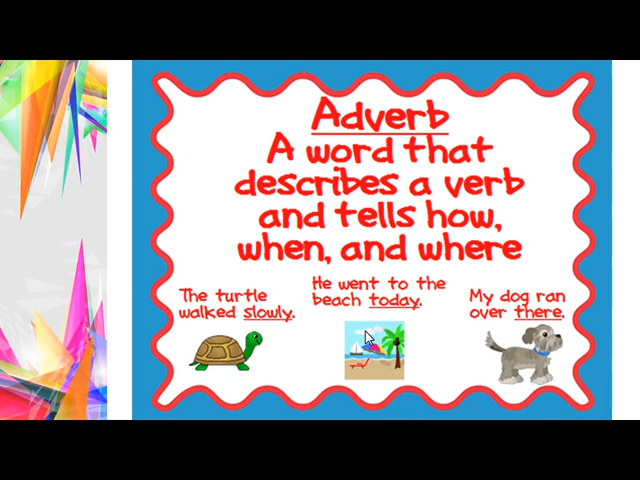 Adverb
A word that
describes a verb
and tells how,
when, and where
The turtle
walked slowly.
He went to the
beach today.
My dog ran
over there.